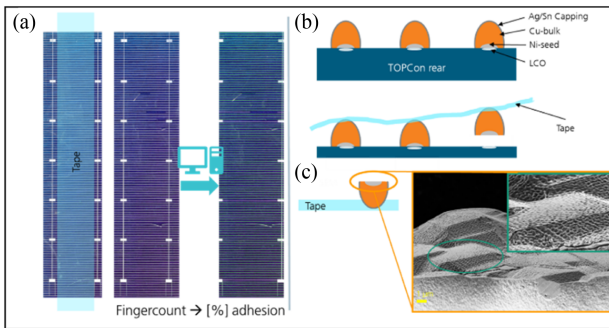 (a)
Tape
Fingercount → [%] adhesion
(b)
Ag/Sn Capping
Cu-bulk
Ni-seed
LCO
TOPCon rear
Tape
(c)
Tape